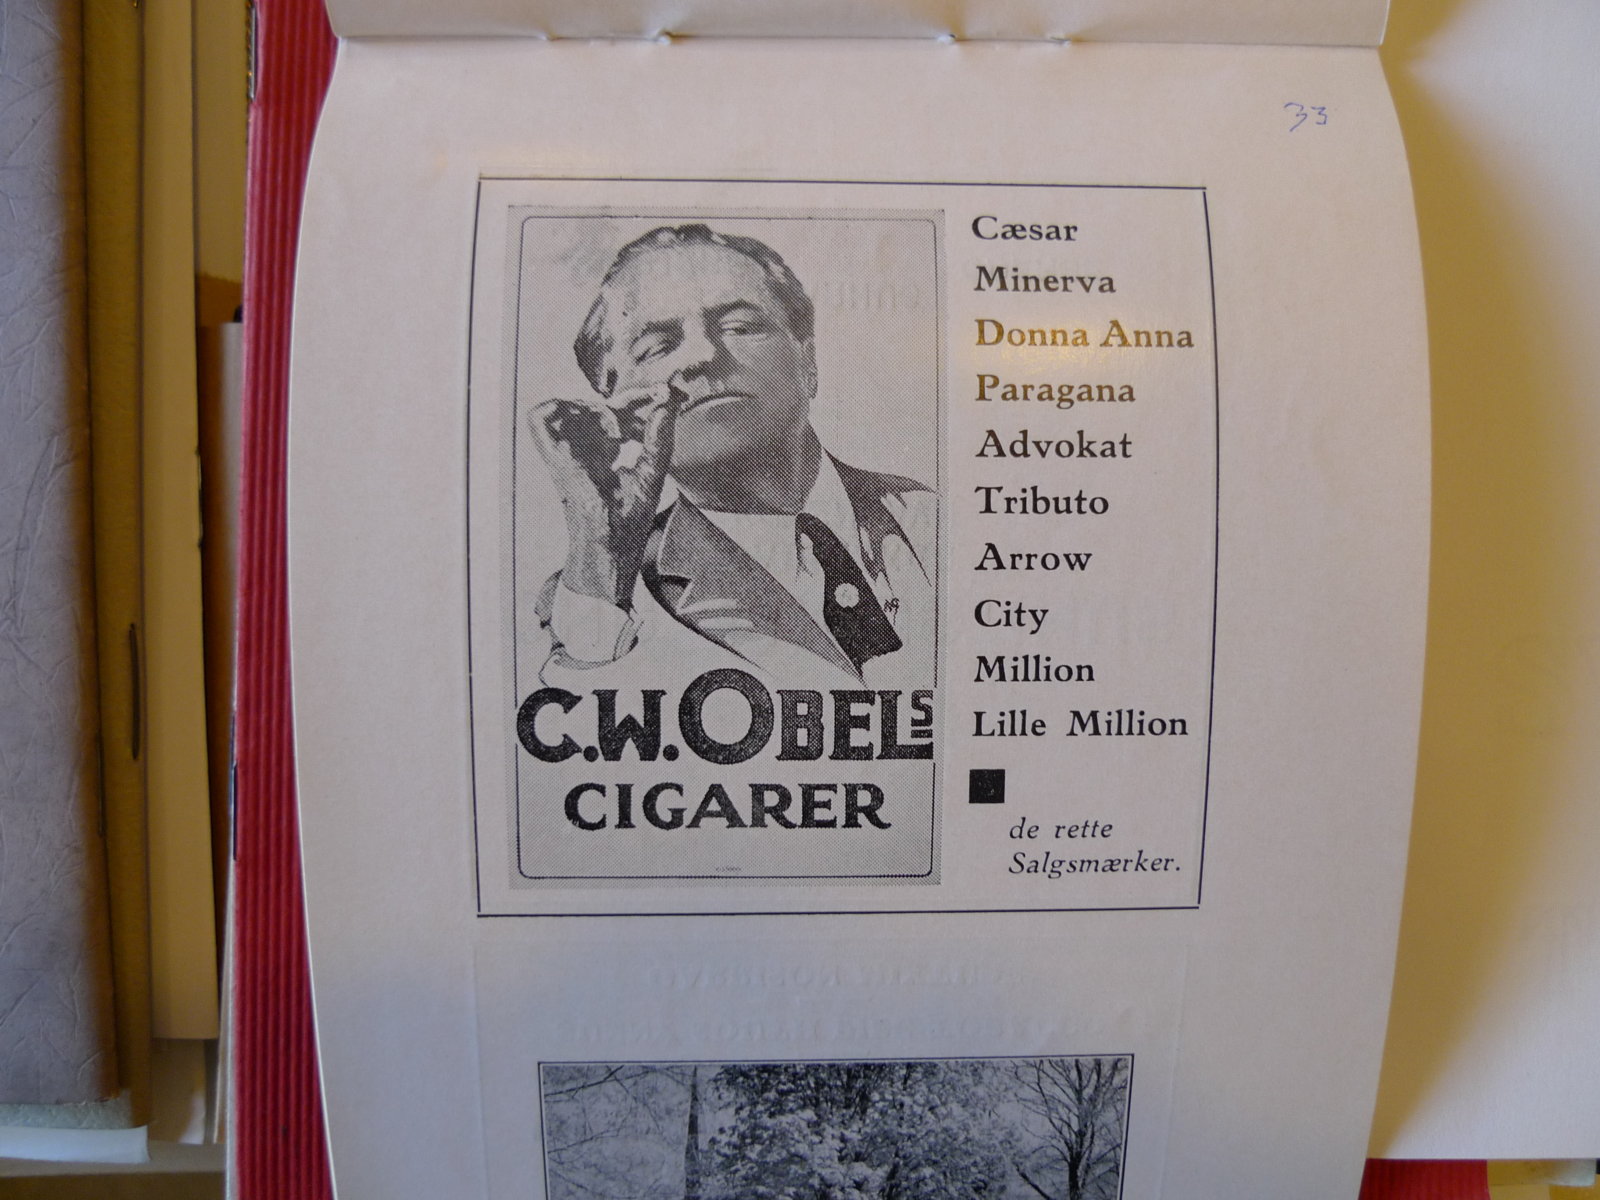 33
C.W. OBELS
CIGARER
Cæsar
Minerva
Donna Anna
Paragana
Advokat
Tributo
Arrow
City
Million
Lille Million
de rette
Salgsmærker.